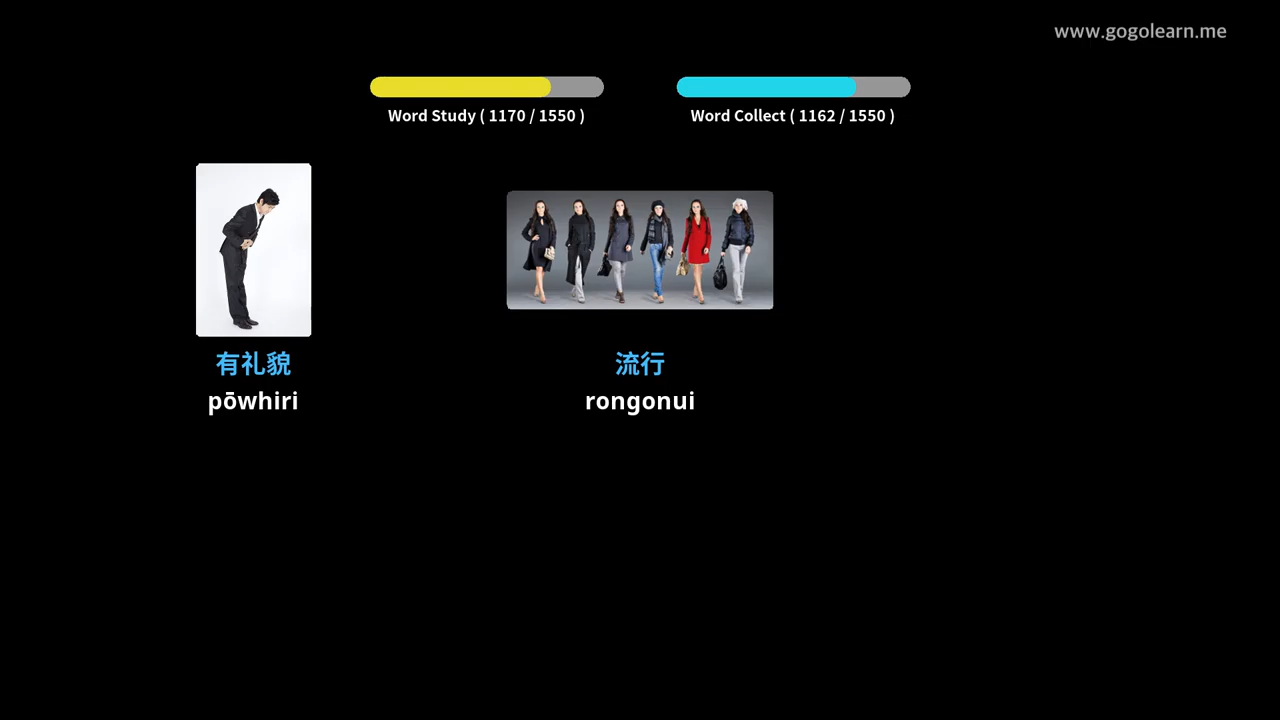 www.gogolearn.me
Word Study ( 1170 / 1550 )
Word Collect ( 1162 / 1550 )
有礼貌
pōwhiri
流行
rongonui